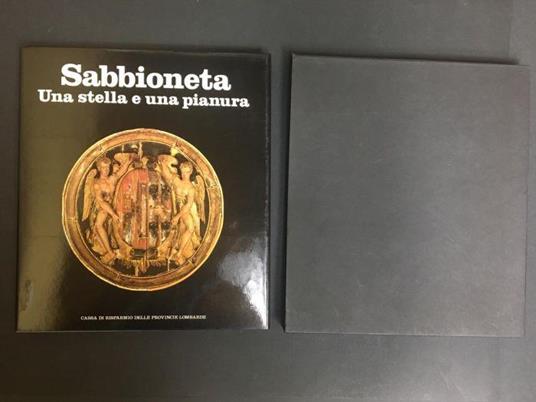 Sabbioneta
Una stella e una pianura
CASSA DI RISPARMIO DELLE PROVINCIE LOMBARDE